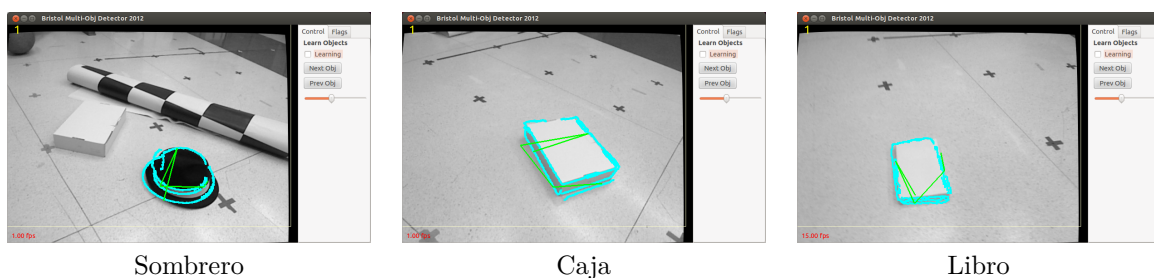 Bristol Multi-Obj Detector 2012
1
Control Flags
Learn Objects
Learning
Next Obj
Prev Obj
1.00 fps
Sombrero
Bristol Multi-Obj Detector 2012
1
Control Flags
Learn Objects
Learning
Next Obj
Prev Obj
1.00 fps
Caja
Bristol Multi-Obj Detector 2012
1
Control Flags
Learn Objects
Learning
Next Obj
Prev Obj
15.00 fps
Libro